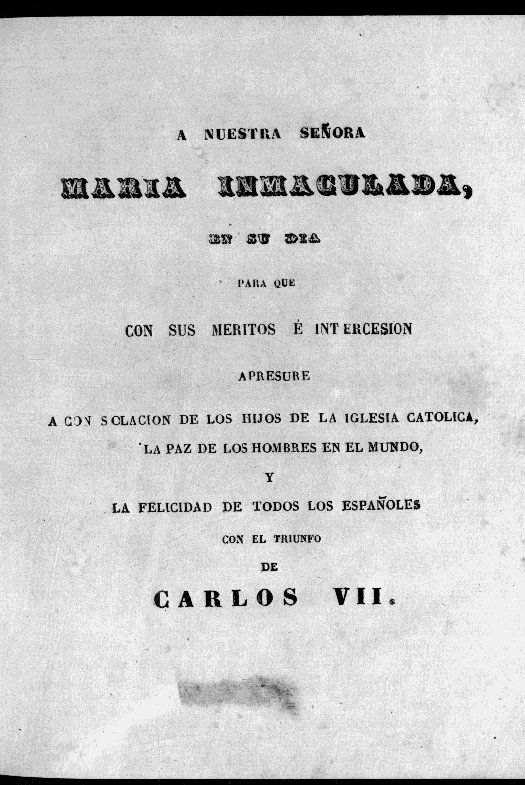 A NUESTRA SEÑORA
MARIA INMACULADA,
EN SU DIA
PARA QUE
CON SUS MERITOS É INTERCESION
APRESURE
A CON SOLACION DE LOS HIJOS DE LA IGLESIA CATOLICA,
LA PAZ DE LOS HOMBRES EN EL MUNDO,
Y
LA FELICIDAD DE TODOS LOS ESPAÑOLES
CON EL TRIUNFO
DE
CARLOS VII.